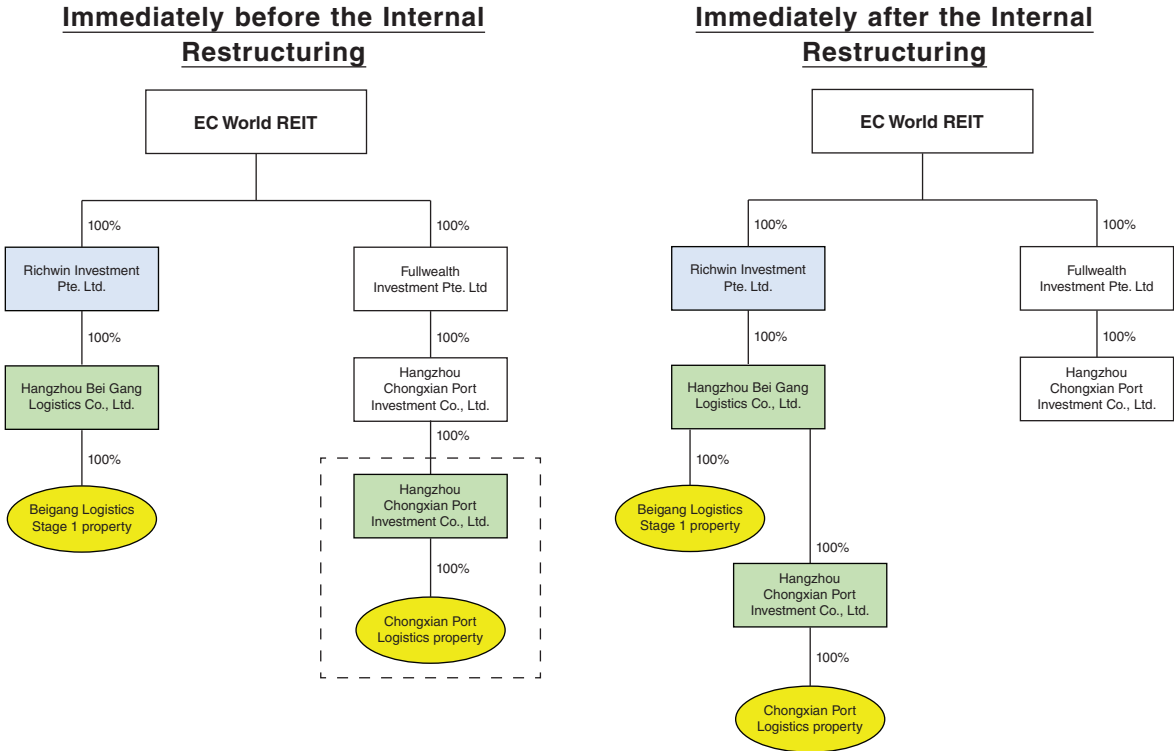 Immediately before the Internal
Restructuring
EC World REIT
100%
100%
Richwin Investment
Pte. Ltd.
Fullwealth
Investment Pte. Ltd
100%
100%
Hangzhou Bei Gang
Logistics Co., Ltd.
Hangzhou
Chongxian Port
Investment Co., Ltd.
100%
100%
Beigang Logistics
Stage 1 property
Hangzhou
Chongxian Port
Investment Co., Ltd.
100%
Chongxian Port
Logistics property
Immediately after the Internal
Restructuring
EC World REIT
100%
100%
Richwin Investment
Pte. Ltd.
Fullwealth
Investment Pte. Ltd
100%
100%
Hangzhou Bei Gang
Logistics Co., Ltd.
Hangzhou
Chongxian Port
Investment Co., Ltd.
100%
Beigang Logistics
Stage 1 property
100%
Hangzhou
Chongxian Port
Investment Co., Ltd.
100%
Chongxian Port
Logistics property